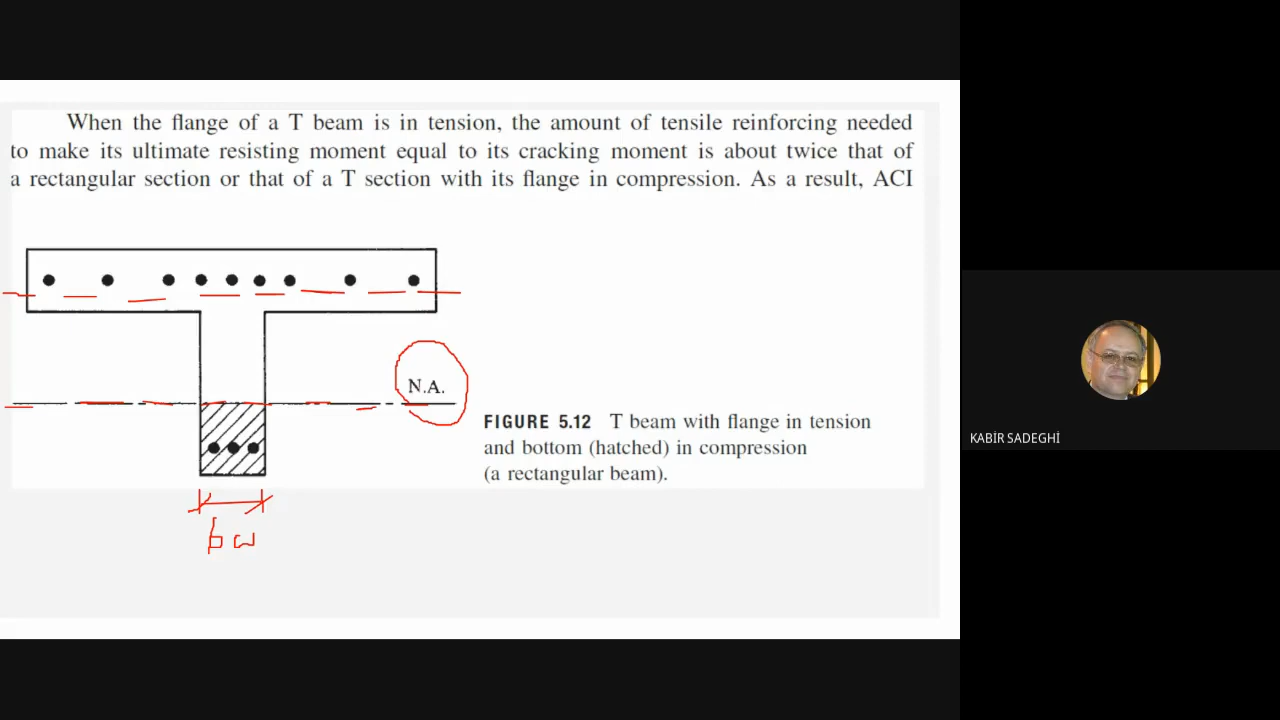 When the flange of a T beam is in tension, the amount of tensile reinforcing needed
to make its ultimate resisting moment equal to its cracking moment is about twice that of
a rectangular section or that of a T section with its flange in compression. As a result, ACI
N.A.
FIGURE 5.12 T beam with flange in tension
and bottom (hatched) in compression
(a rectangular beam).
bw
KABİR SADEGHİ